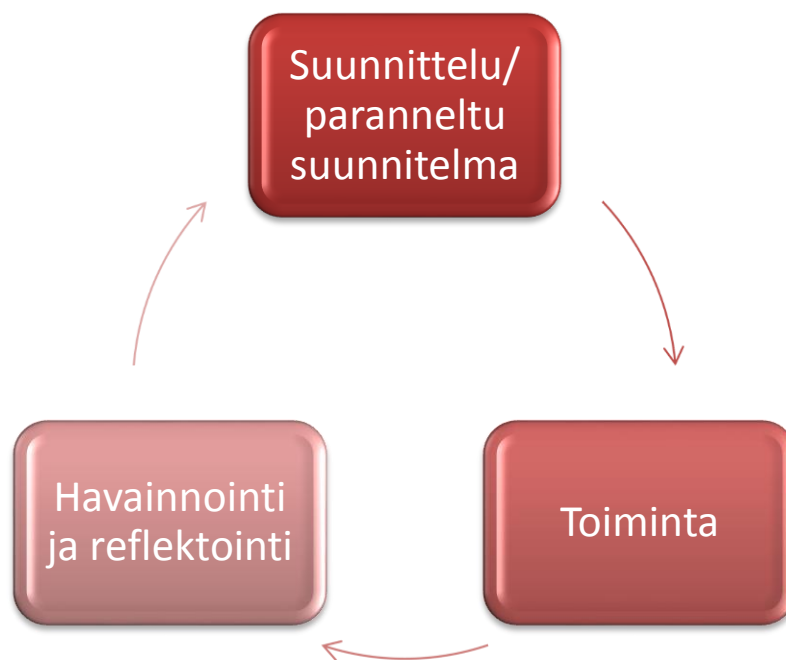 Suunnittelu/
paranneltu
suunnitelma
Havainnointi
ja reflektointi
Toiminta